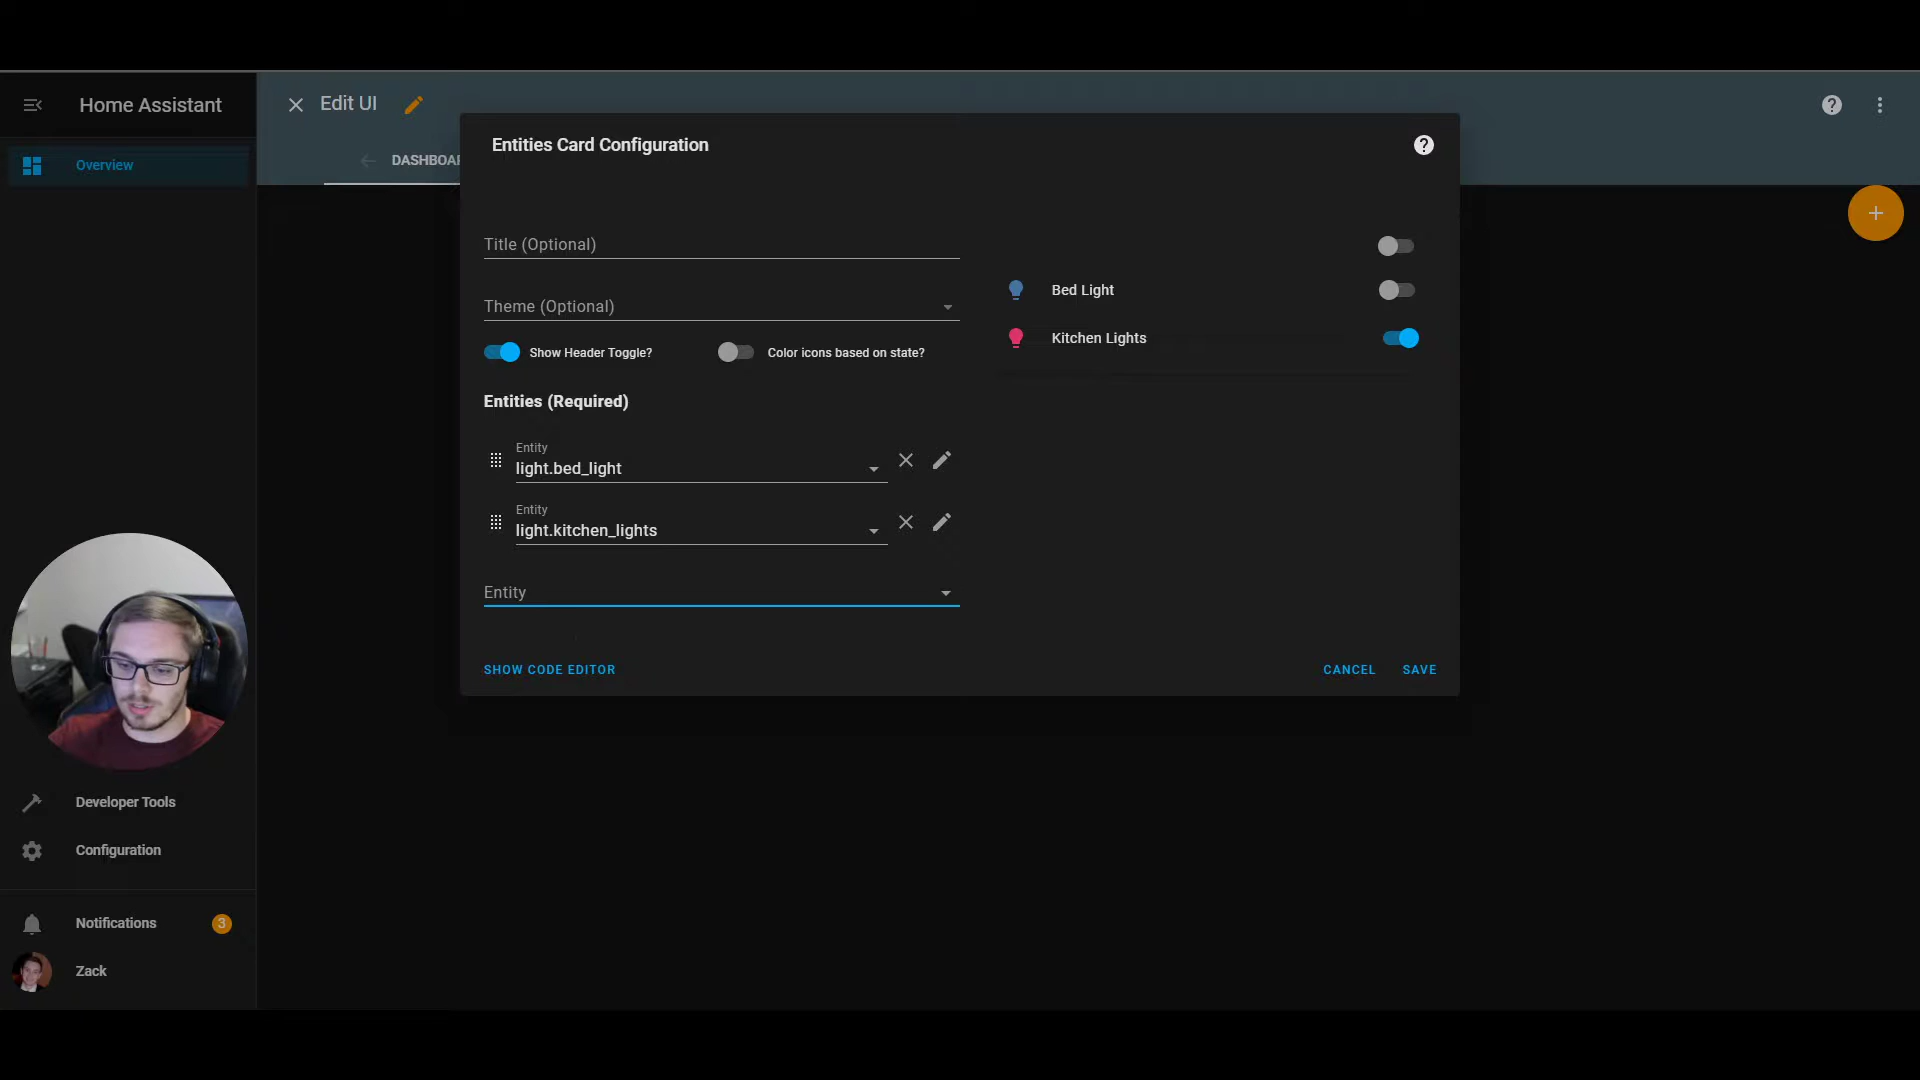 Home Assistant
Edit UI
Overview
DASHBOAR
Entities Card Configuration
Title (Optional)
Theme (Optional)
Show Header Toggle?
Color icons based on state?
Entities (Required)
Entity
light.bed_light
Entity
light.kitchen_lights
Entity
SHOW CODE EDITOR
Bed Light
Kitchen Lights
CANCEL
SAVE
Developer Tools
Configuration
Notifications
3
Zack